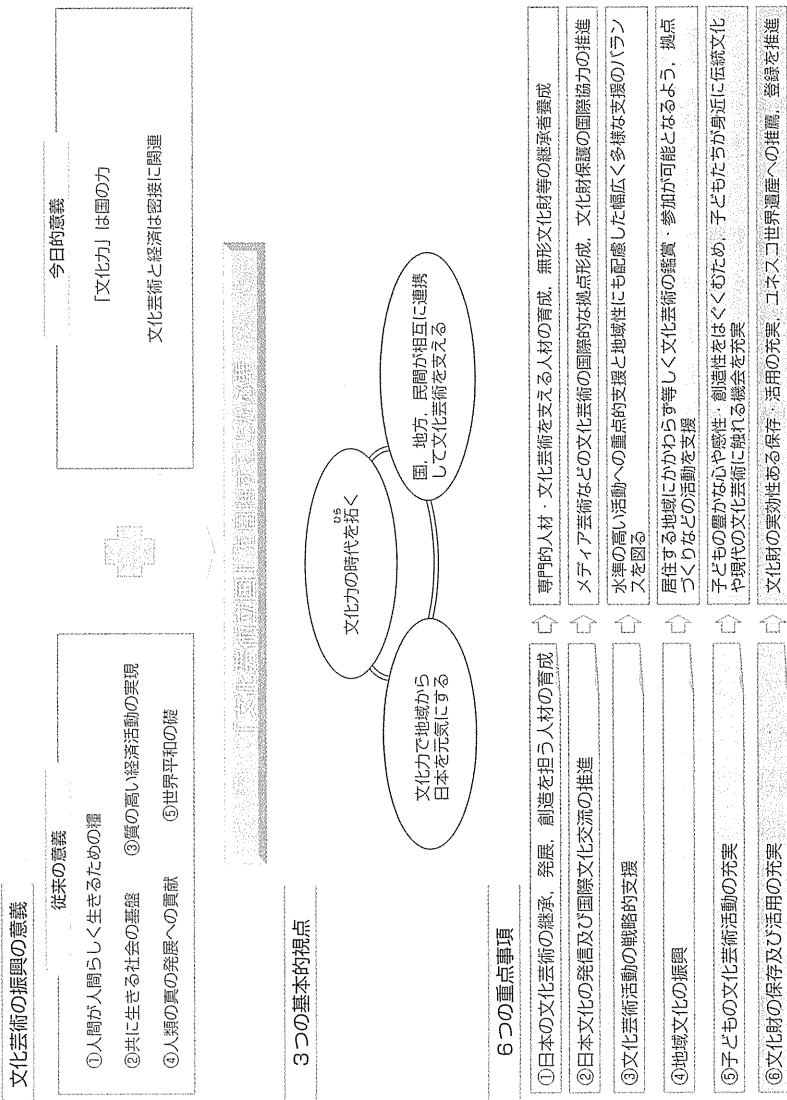 文化芸術の振興の意義
従来の意義
①人間が人間らしく生きるための糧
②共に生きる社会の基盤 ③質の高い経済活動の実現
④人類の真の発展への貢献 ⑤世界平和の礎
今日的意義
「文化力」は国の力
文化芸術と経済は密接に関連
3つの基本的視点
文化力の時代を拓く
ひら
文化力で地域から
日本を元気にする
国，地方，民間が相互に連携
して文化芸術を支える
6つの重点事項
①日本の文化芸術の継承，発展，創造を担う人材の育成
専門的人材・文化芸術を支える人材の育成，無形文化財等の継承者養成
②日本文化の発信及び国際文化交流の推進
メディア芸術などの文化芸術の国際的な拠点形成，文化財保護の国際協力の推進
③文化芸術活動の戦略的支援
水準の高い活動への重点的支援と地域性にも配慮した幅広く多様な支援のバラン
スを図る
④地域文化の振興
居住する地域にかかわらず等しく文化芸術の鑑賞・参加が可能となるよう，拠点
づくりなどの活動を支援
⑤子どもの文化芸術活動の充実
子どもの豊かな心や感性・創造性をはぐくむため，子どもたちが身近に伝統文化
や現代の文化芸術に触れる機会を充実
⑥文化財の保存及び活用の充実
文化財の実効性ある保存・活用の充実，ユネスコ世界遺産への推薦，登録を推進